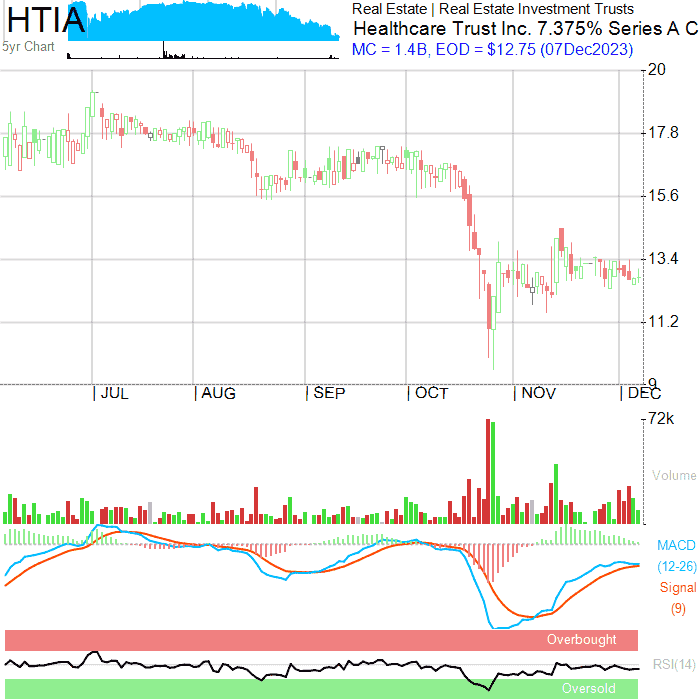 HTIA
5yr Chart
Real Estate | Real Estate Investment Trusts
Healthcare Trust Inc. 7.375% Series A C
MC = 1.4B, EOD = $12.75 (07Dec2023)
20
17.8
15.6
13.4
11.2
9
JUL AUG SEP OCT NOV DEC
72k
Volume
MACD
(12-26)
Signal
(9)
Overbought
RSI(14)
Oversold